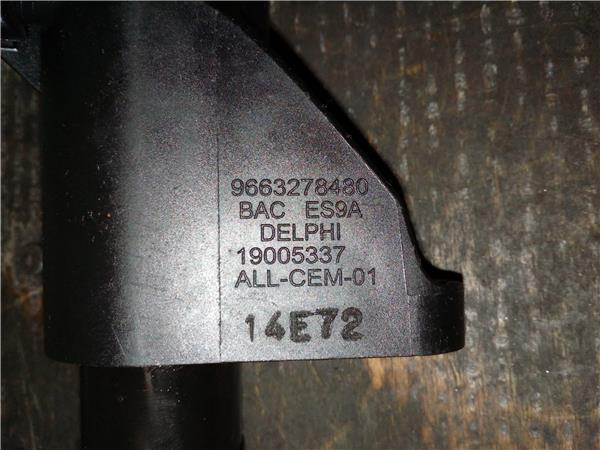 9663278480
BAC ES9A
DELPHI
19005337
ALL-CEM-01
14E72